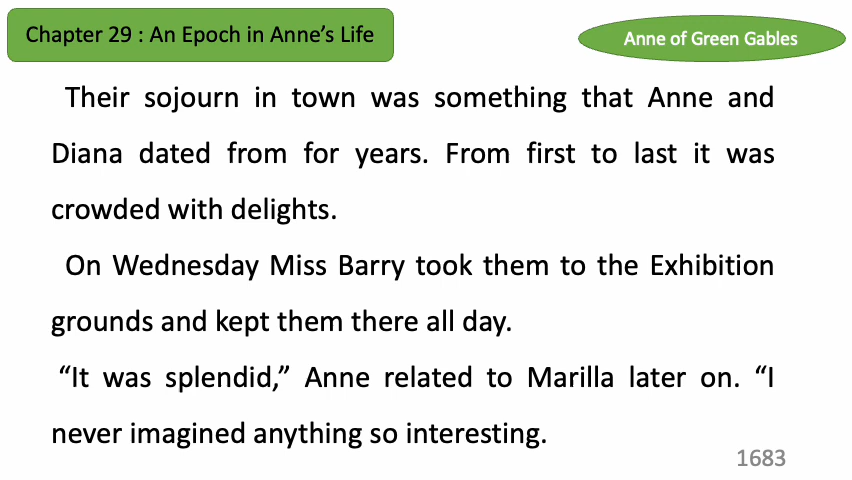 Chapter 29 : An Epoch in Anne’s Life
Anne of Green Gables
Their sojourn in town was something that Anne and
Diana dated from for years. From first to last it was
crowded with delights.
On Wednesday Miss Barry took them to the Exhibition
grounds and kept them there all day.
“It was splendid,” Anne related to Marilla later on. “I
never imagined anything so interesting.
1683